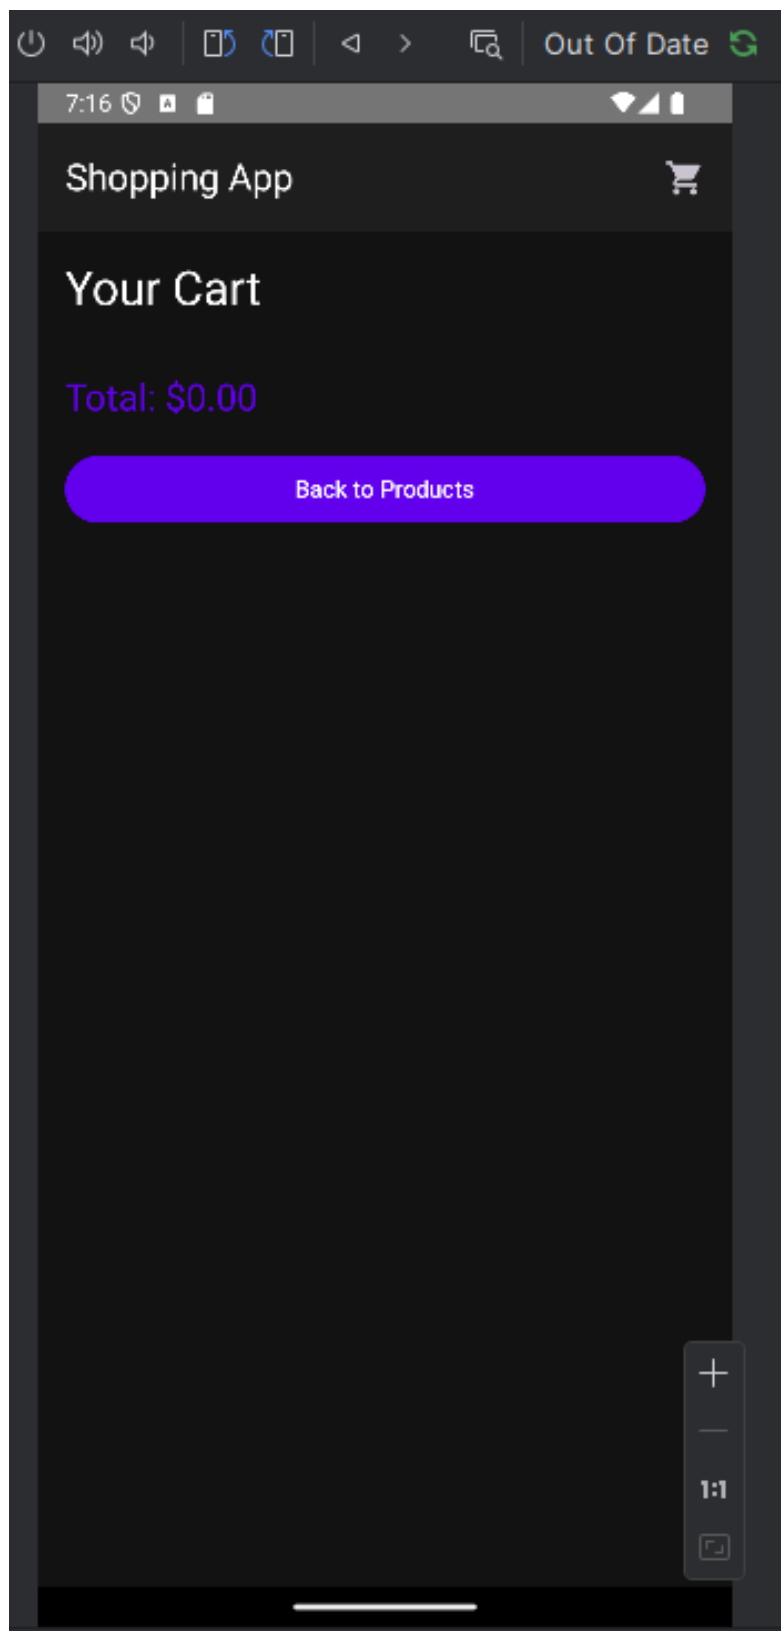 Out Of Date
7:16
Shopping App
Your Cart
Total: $0.00
Back to Products
1:1